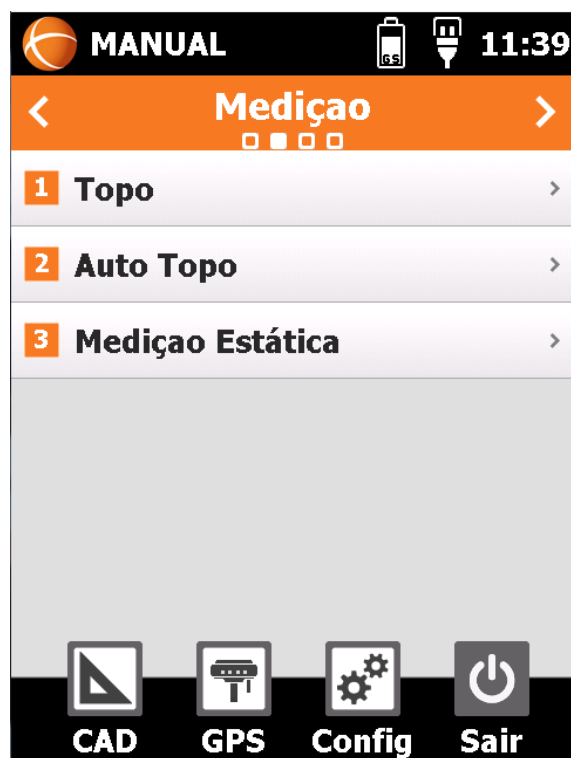 MANUAL GS 11:39
Mediçao
1 Topo
2 Auto Topo
3 Mediçao Estática
CAD GPS Config Sair